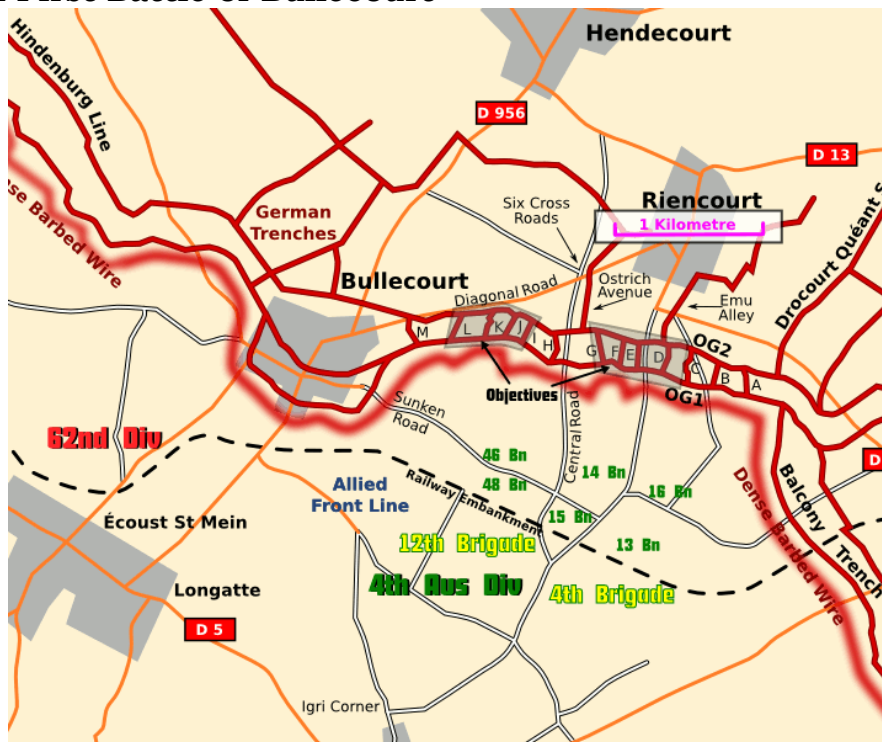 Hendecourt
Hindenburg Line
D 956
D 13
Six Cross
Roads
Riencourt
1 Kilometre
German
Trenches
Dense Barbed Wire
Bullecourt
Diagonal Road
Ostrich
Avenue
Emu
Alley
Drocourt Quéant S
M
L
K
J
I
H
G
F
E
D
C
B
A
OG2
OG1
Objectives
Sunken
Road
Central Road
62nd Div
46 Bn
48 Bn
14 Bn
16 Bn
15 Bn
13 Bn
Allied
Front Line
Railway Embankment
Écoust St Mein
12th Brigade
4th Aus Div
4th Brigade
Dense Barbed Wire
Balcony
Trench
Longatte
D 5
D
Igri Corner